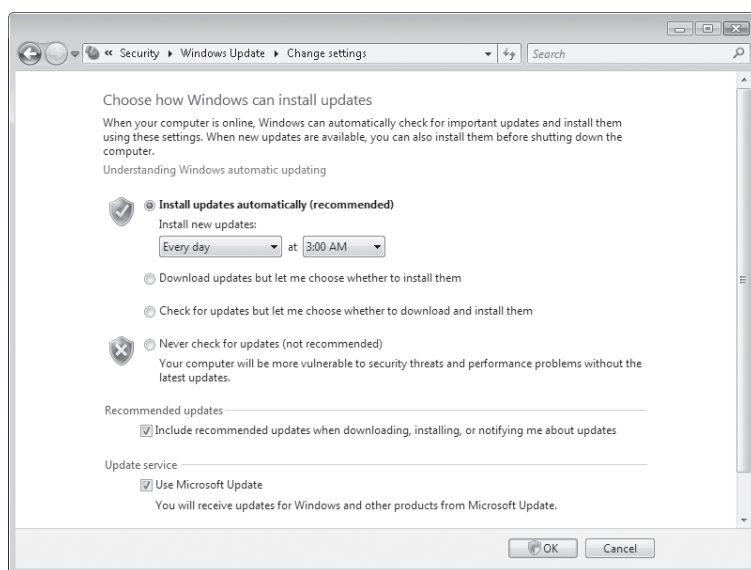 « Security ▸ Windows Update ▸ Change settings
Search
Choose how Windows can install updates
When your computer is online, Windows can automatically check for important updates and install them
using these settings. When new updates are available, you can also install them before shutting down the
computer.
Understanding Windows automatic updating
Install updates automatically (recommended)
Install new updates:
Every day at 3:00 AM
Download updates but let me choose whether to install them
Check for updates but let me choose whether to download and install them
Never check for updates (not recommended)
Your computer will be more vulnerable to security threats and performance problems without the
latest updates.
Recommended updates
Include recommended updates when downloading, installing, or notifying me about updates
Update service
Use Microsoft Update
You will receive updates for Windows and other products from Microsoft Update.
OK Cancel